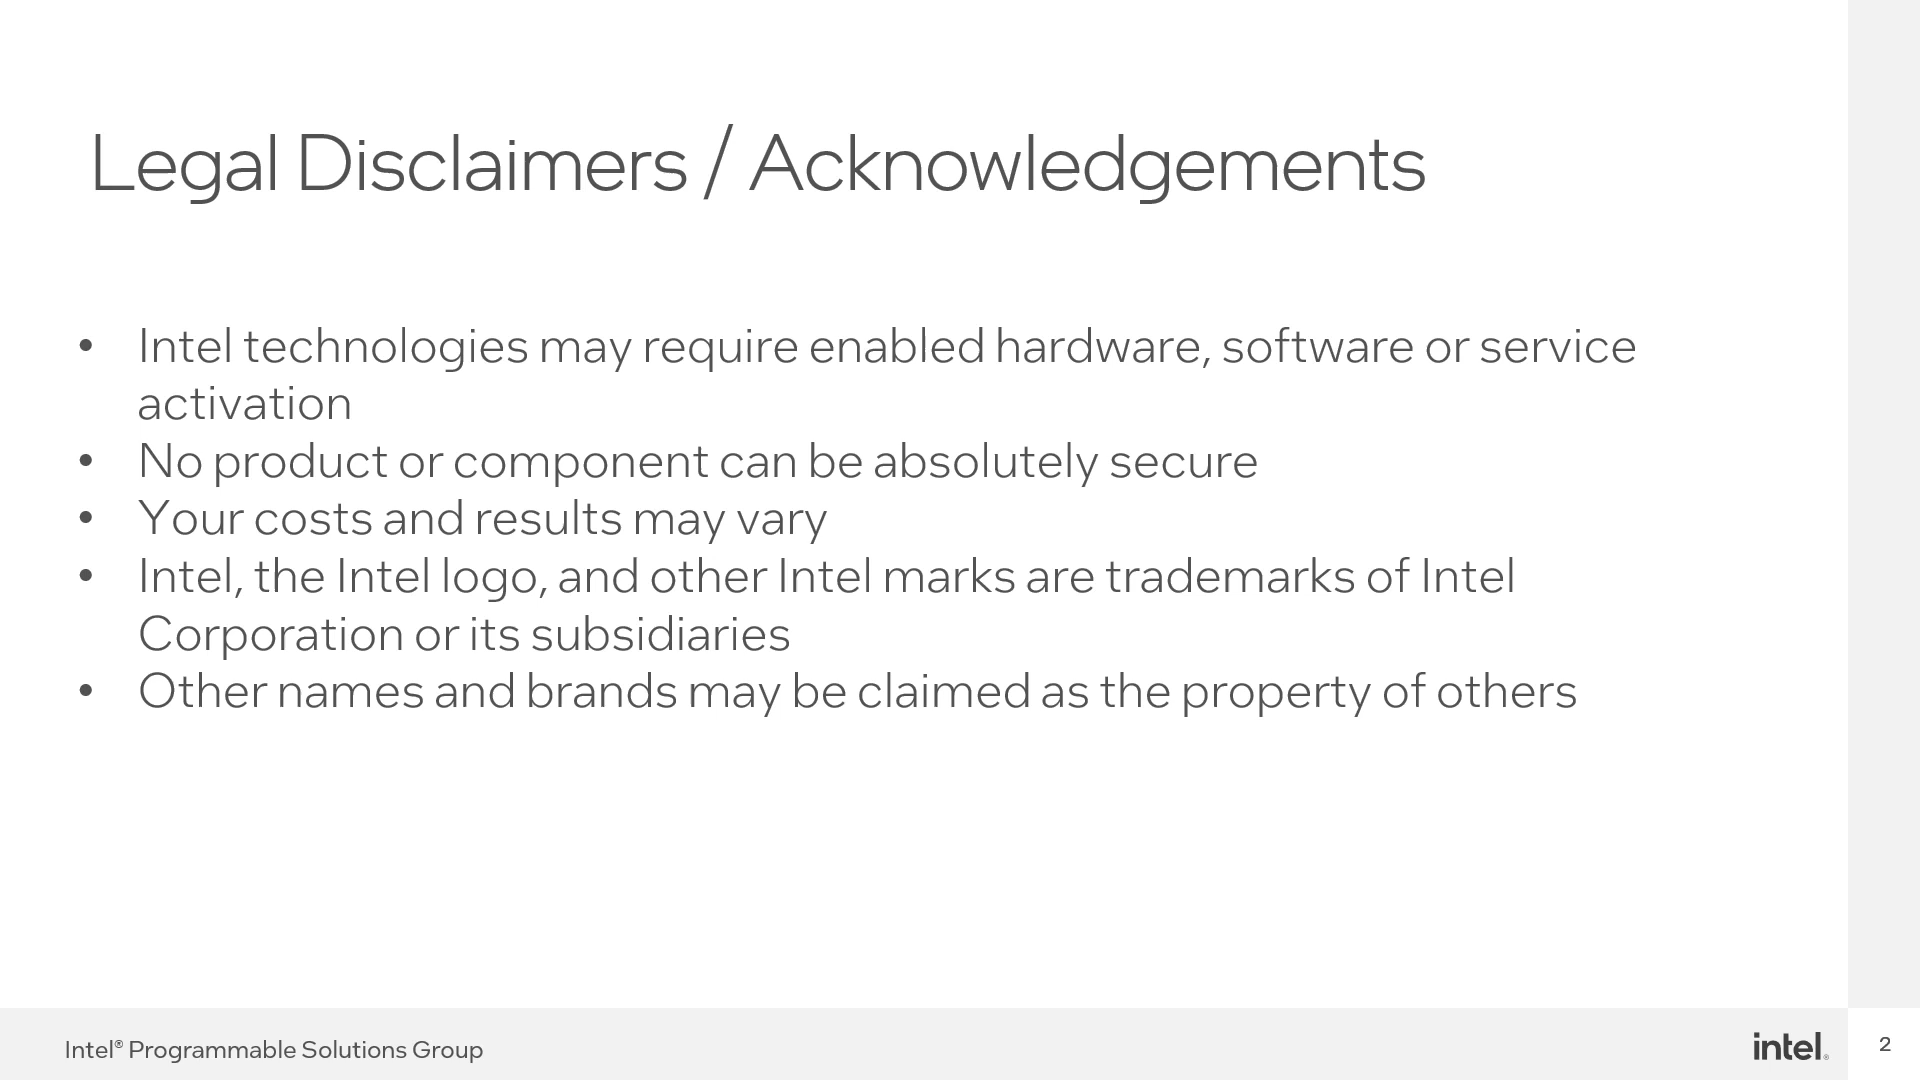 Legal Disclaimers / Acknowledgements
• Intel technologies may require enabled hardware, software or service
activation
• No product or component can be absolutely secure
• Your costs and results may vary
• Intel, the Intel logo, and other Intel marks are trademarks of Intel
Corporation or its subsidiaries
• Other names and brands may be claimed as the property of others
Intel® Programmable Solutions Group
intel®
2